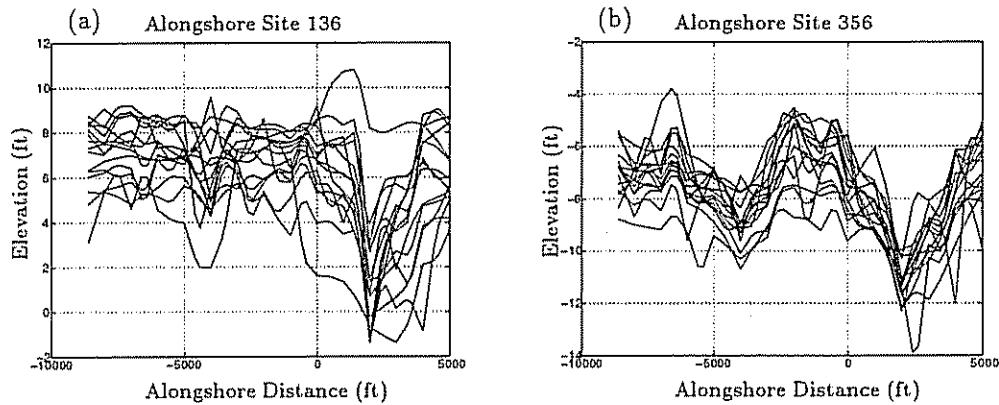 (a) Alongshore Site 136
12
10
8
6
4
2
0
-2
-10000 -5000 0 5000
Elevation (ft)
Alongshore Distance (ft)
(b) Alongshore Site 356
-2
-4
-6
-8
-10
-12
-14
-10000 -5000 0 5000
Elevation (ft)
Alongshore Distance (ft)